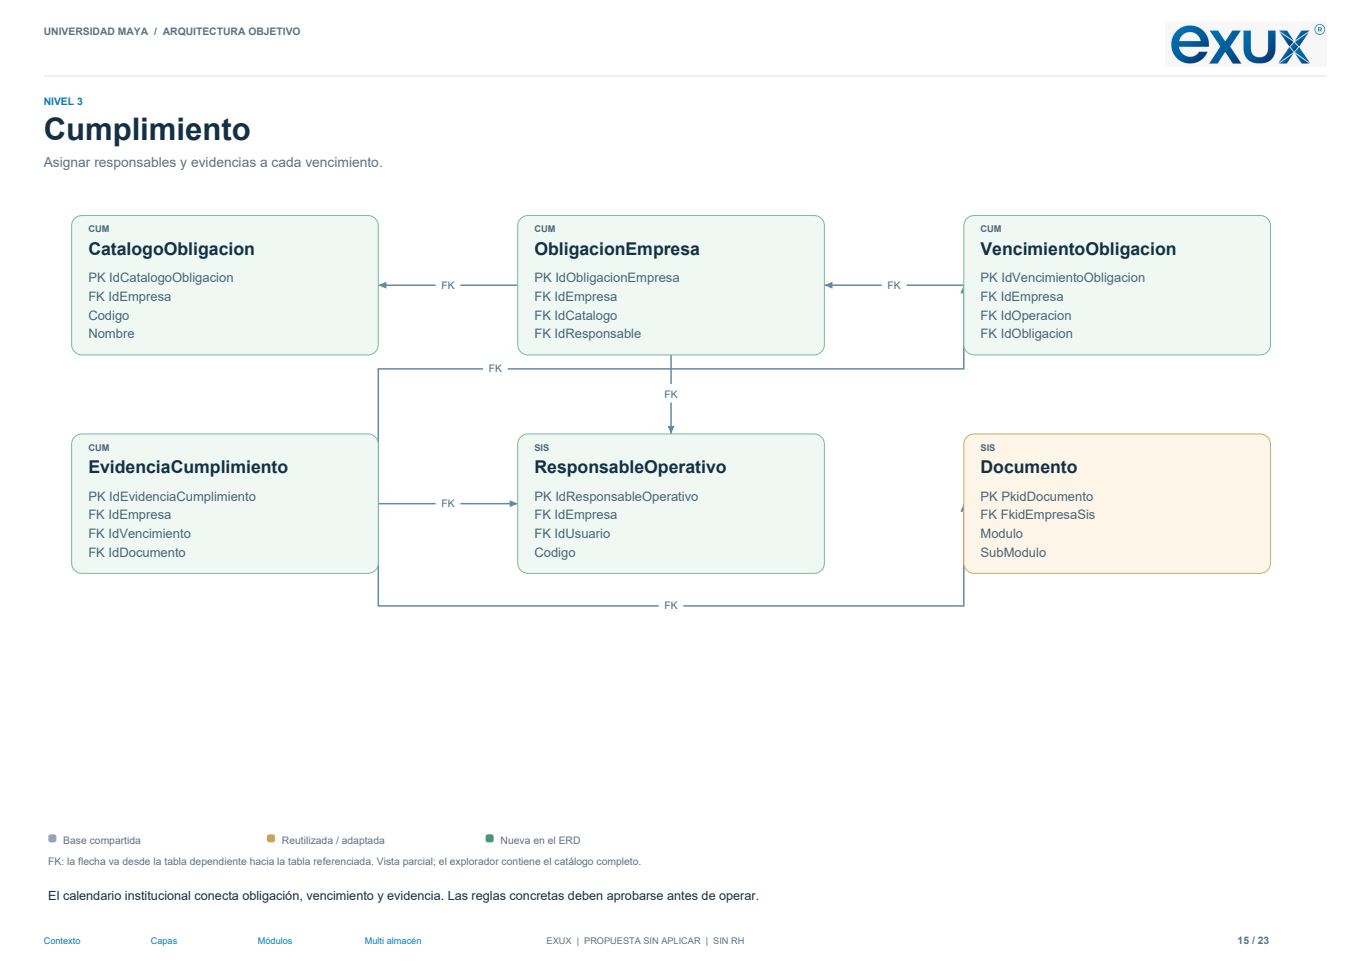 UNIVERSIDAD MAYA / ARQUITECTURA OBJETIVO
exux®
NIVEL 3
Cumplimiento
Asignar responsables y evidencias a cada vencimiento.
CUM
CatalogoObligacion
PK IdCatalogoObligacion
FK IdEmpresa
Codigo
Nombre
FK
CUM
ObligacionEmpresa
PK IdObligacionEmpresa
FK IdEmpresa
FK IdCatalogo
FK IdResponsable
FK
CUM
VencimientoObligacion
PK IdVencimientoObligacion
FK IdEmpresa
FK IdOperacion
FK IdObligacion
FK
FK
CUM
EvidenciaCumplimiento
PK IdEvidenciaCumplimiento
FK IdEmpresa
FK IdVencimiento
FK IdDocumento
FK
SIS
ResponsableOperativo
PK IdResponsableOperativo
FK IdEmpresa
FK IdUsuario
Codigo
SIS
Documento
PK PkidDocumento
FK FkidEmpresaSis
Modulo
SubModulo
FK
Base compartida
Reutilizada / adaptada
Nueva en el ERD
FK: la flecha va desde la tabla dependiente hacia la tabla referenciada. Vista parcial; el explorador contiene el catálogo completo.
El calendario institucional conecta obligación, vencimiento y evidencia. Las reglas concretas deben aprobarse antes de operar.
Contexto
Capas
Módulos
Multi almacén
EXUX | PROPUESTA SIN APLICAR | SIN RH
15 / 23